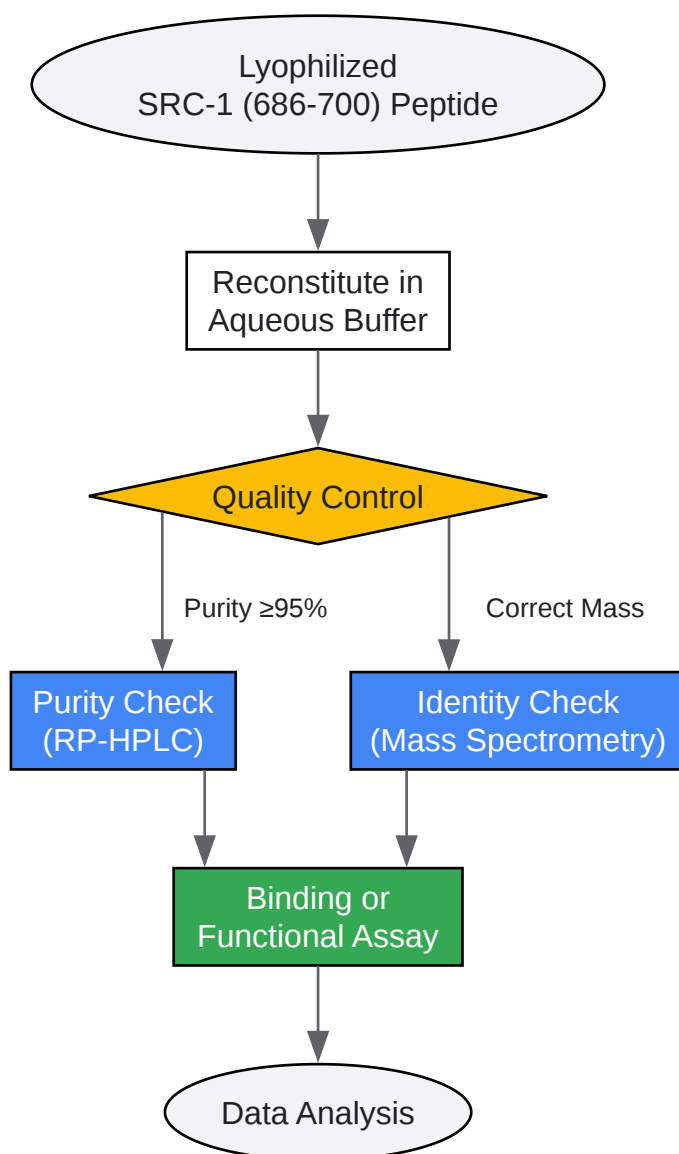 Lyophilized
SRC-1 (686-700) Peptide
Reconstitute in
Aqueous Buffer
Quality Control
Purity ≥95%
Correct Mass
Purity Check
(RP-HPLC)
Identity Check
(Mass Spectrometry)
Binding or
Functional Assay
Data Analysis